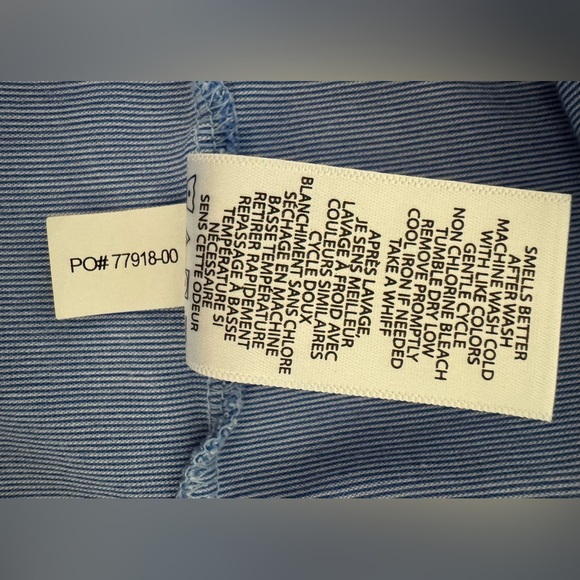 PO# 77918-00
SMELLS BETTER
AFTER WASH
MACHINE WASH COLD
WITH LIKE COLORS
GENTLE CYCLE
NON CHLORINE BLEACH
TUMBLE DRY LOW
REMOVE PROMPTLY
COOL IRON IF NEEDED
TAKE A WHIFF
APRÈS LAVAGE
JE SENS MEILLEUR
LAVAGE À FROID AVEC
COULEURS SIMILAIRES
CYCLE DOUX
BLANCHIMENT SANS CHLORE
SÉCHAGE EN MACHINE
BASSE TEMPÉRATURE
RETIRER RAPIDEMENT
REPASSAGE À BASSE
TEMPÉRATURE SI
NÉCESSAIRE
SENS CETTE ODEUR